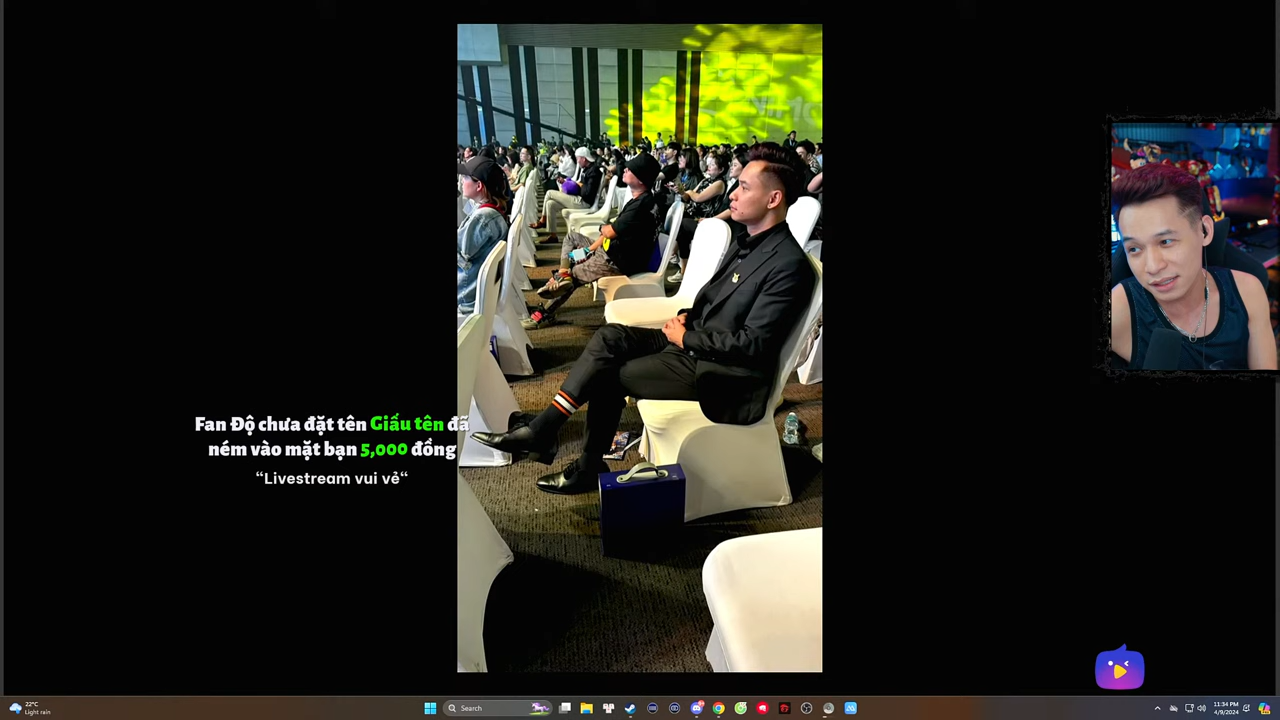 Fan Độ chưa đặt tên Giấu tên đã
ném vào mặt bạn 5,000 đồng
“Livestream vui vẻ“
22°C
Light rain
Search
11:34 PM
4/9/2024